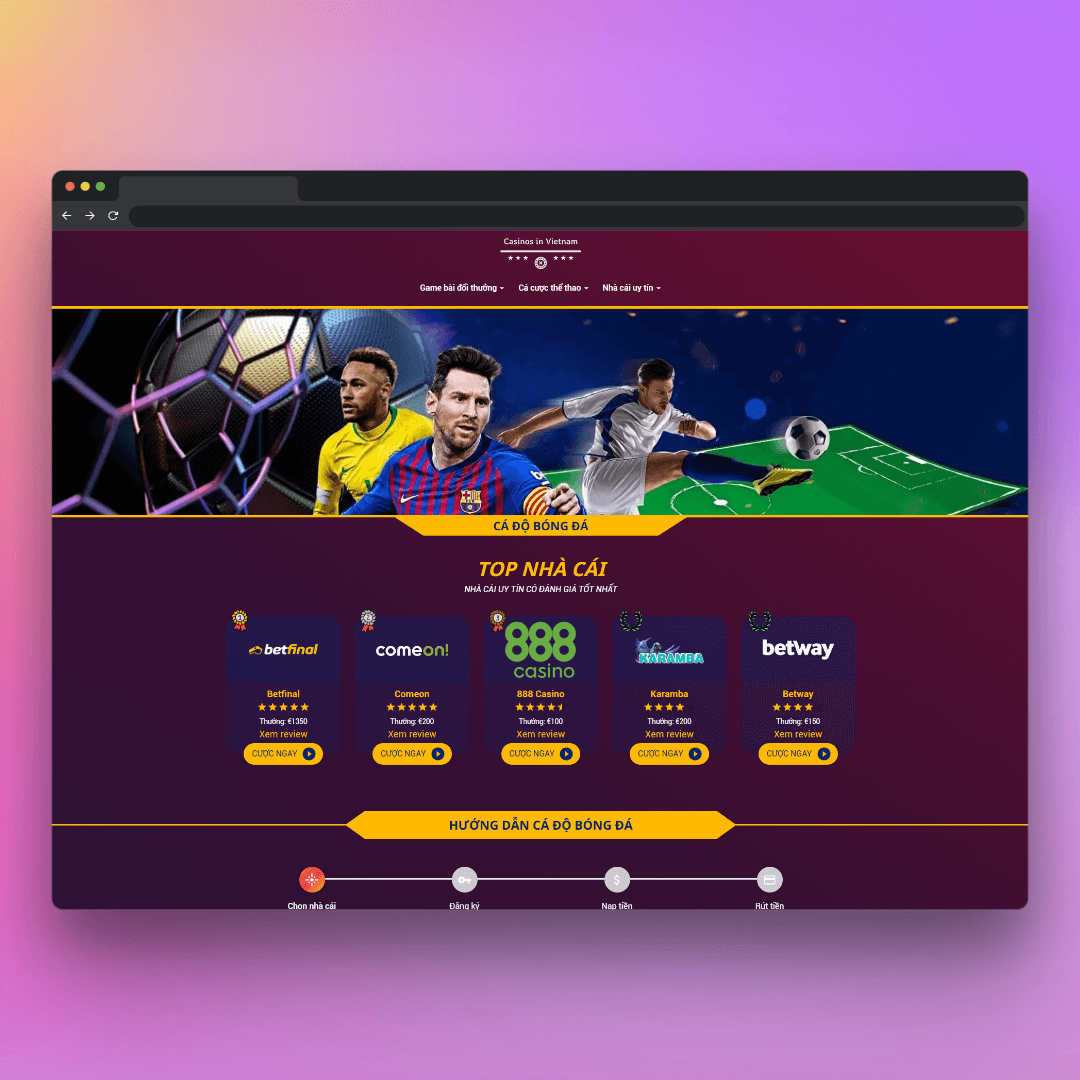 Casinos in Vietnam
Game bài đổi thưởng
Cá cược thể thao
Nhà cái uy tín
CÁ ĐỘ BÓNG ĐÁ
TOP NHÀ CÁI
NHÀ CÁI UY TÍN CÓ ĐÁNH GIÁ TỐT NHẤT
1
betfinal
Betfinal
Thưởng: €1350
Xem review
CƯỢC NGAY
2
comeon!
Comeon
Thưởng: €200
Xem review
CƯỢC NGAY
3
888
casino
888 Casino
Thưởng: €100
Xem review
CƯỢC NGAY
KARAMBA
Karamba
Thưởng: €200
Xem review
CƯỢC NGAY
betway
Betway
Thưởng: €150
Xem review
CƯỢC NGAY
HƯỚNG DẪN CÁ ĐỘ BÓNG ĐÁ
$
Chọn nhà cái
Đăng ký
Nạp tiền
Rút tiền